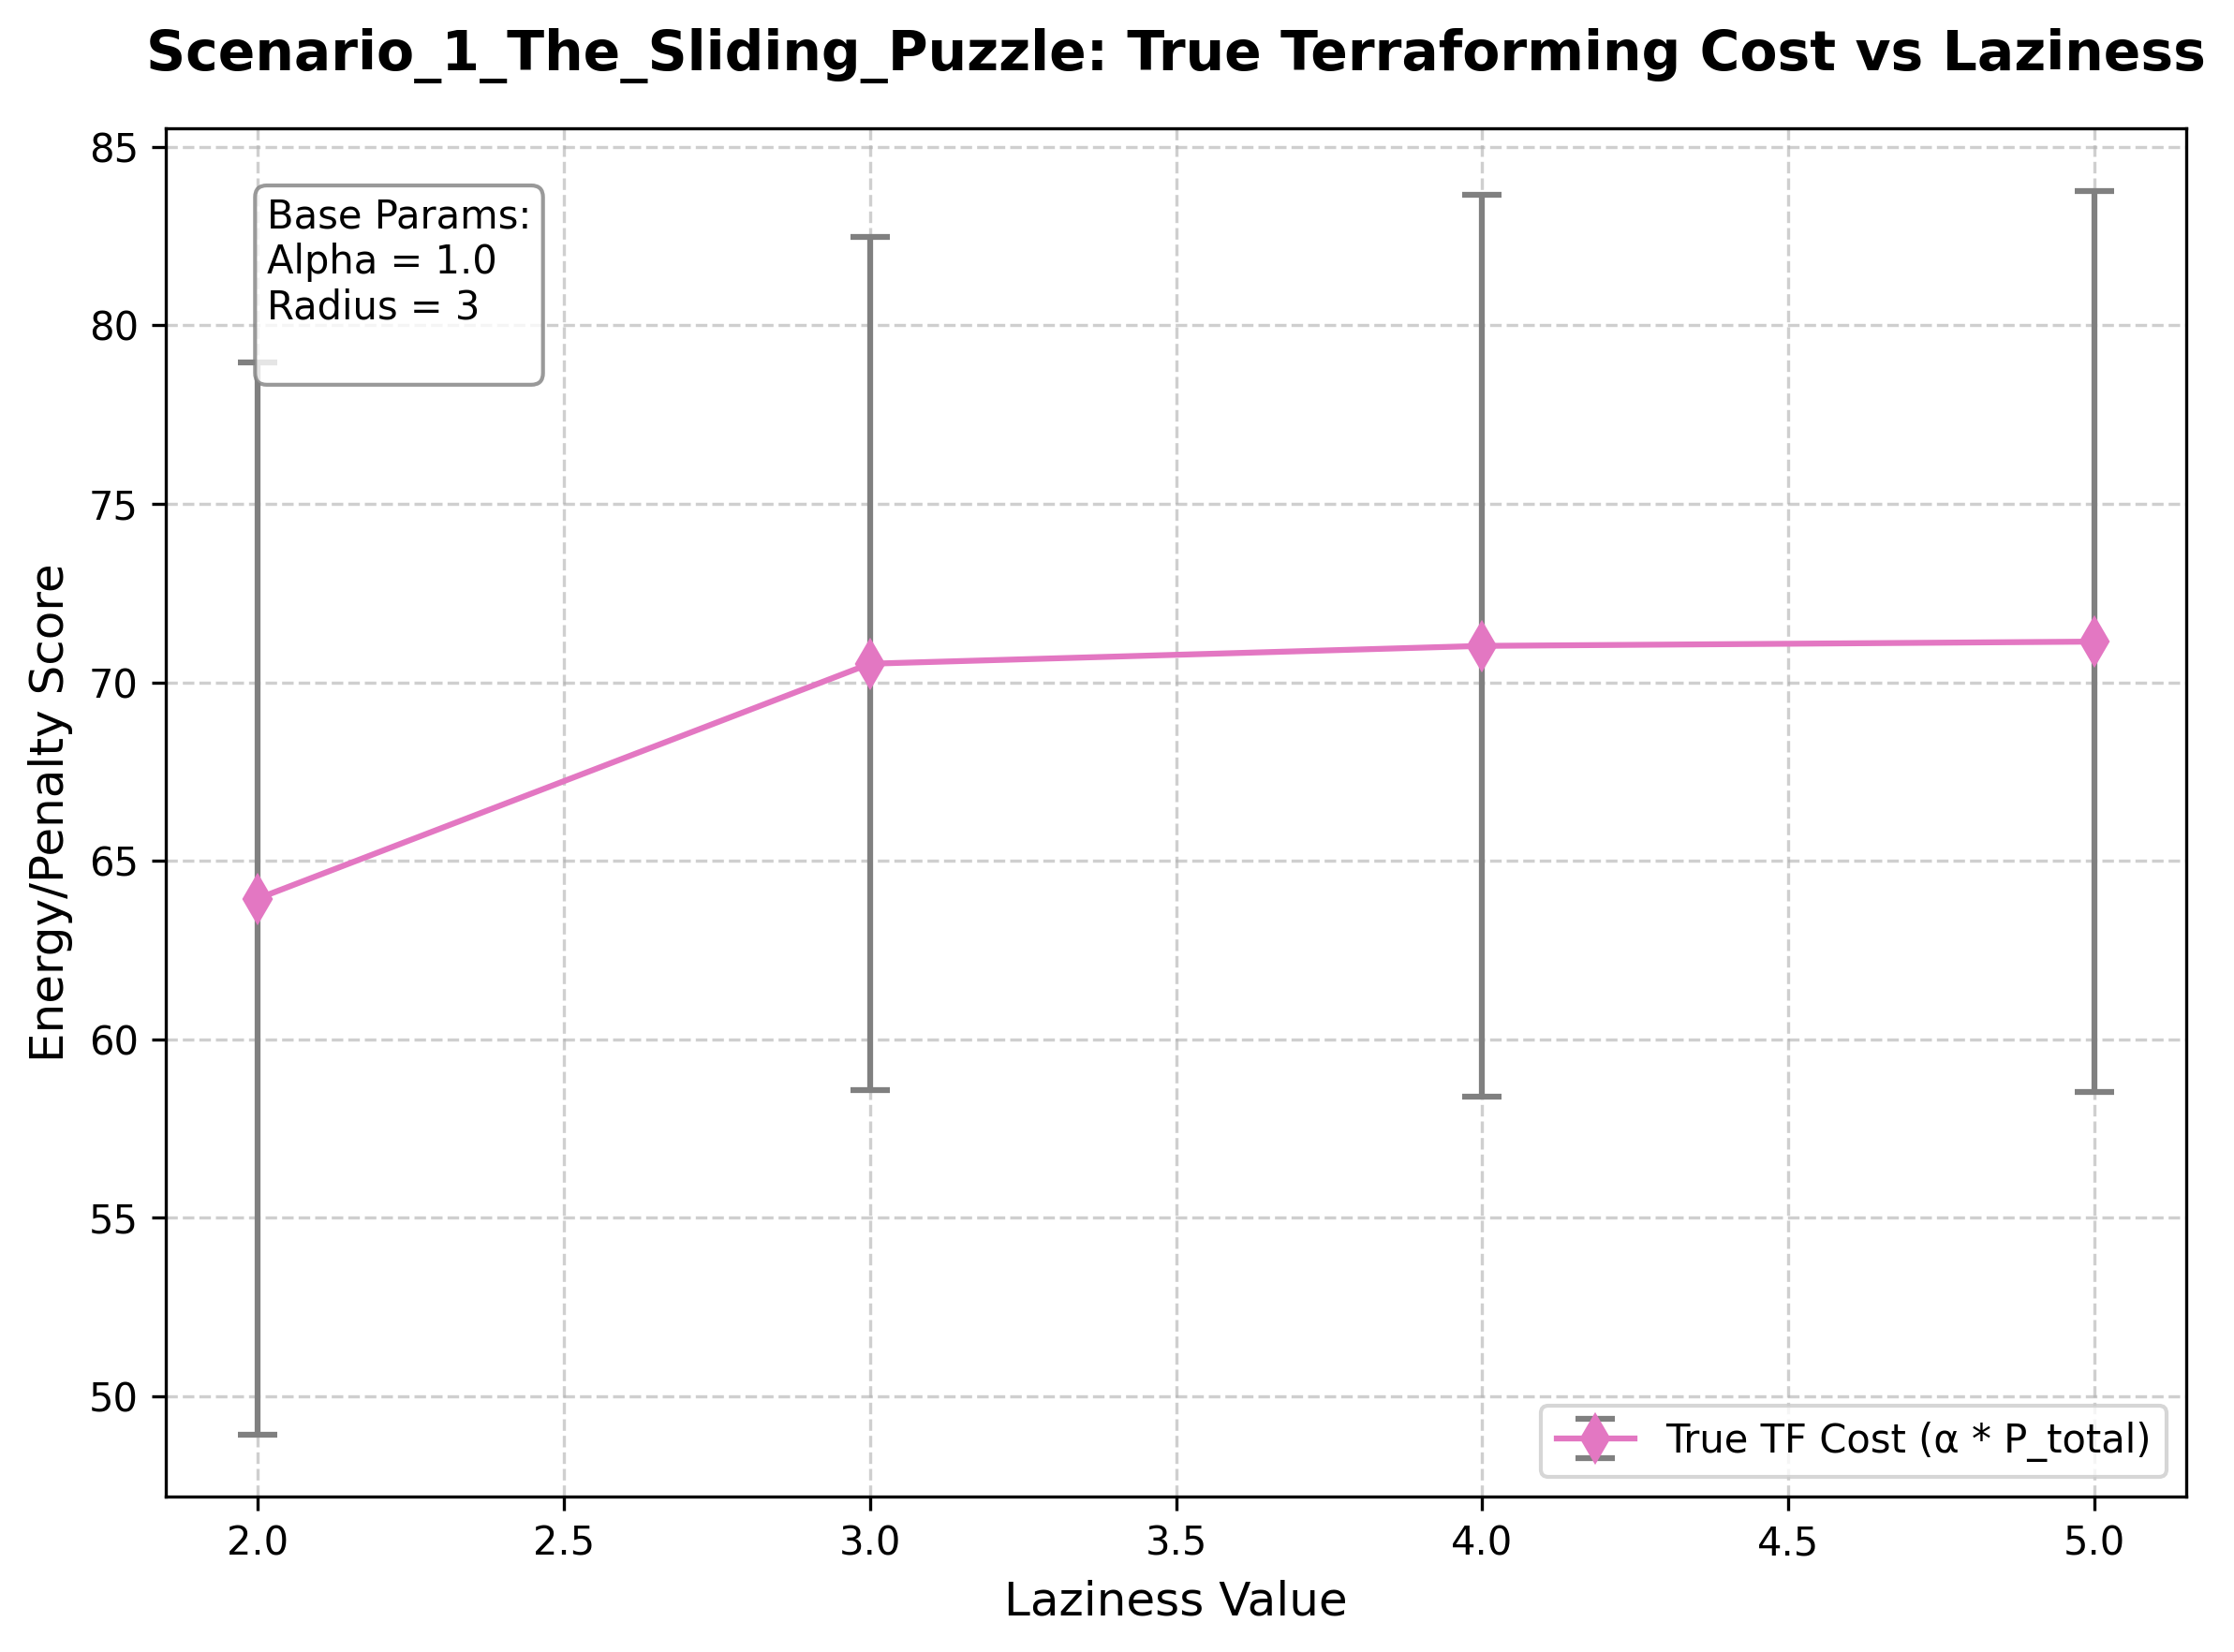 Scenario_1_The_Sliding_Puzzle: True Terraforming Cost vs Laziness
Energy/Penalty Score
85
80
75
70
65
60
55
50
Base Params:
Alpha = 1.0
Radius = 3
True TF Cost (α * P_total)
2.0 2.5 3.0 3.5 4.0 4.5 5.0
Laziness Value